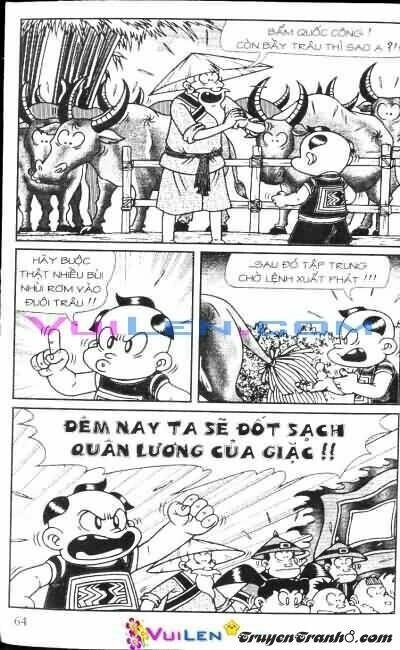 BẨM QUỐC CÔNG!
CÒN BẦY TRÂU THÌ SAO Ạ ?!!
HÃY BUỘC
THẬT NHIỀU BÙI
NHÙI RƠM VÀO
ĐUÔI TRÂU !!
SAU ĐÓ TẬP TRUNG
CHỜ LỆNH XUẤT PHÁT !!!
VuiLen.com
ĐÊM NAY TA SẼ ĐỐT SẠCH
QUÂN LƯƠNG CỦA GIẶC !!
64
VuiLen
TruyenTranh8.com